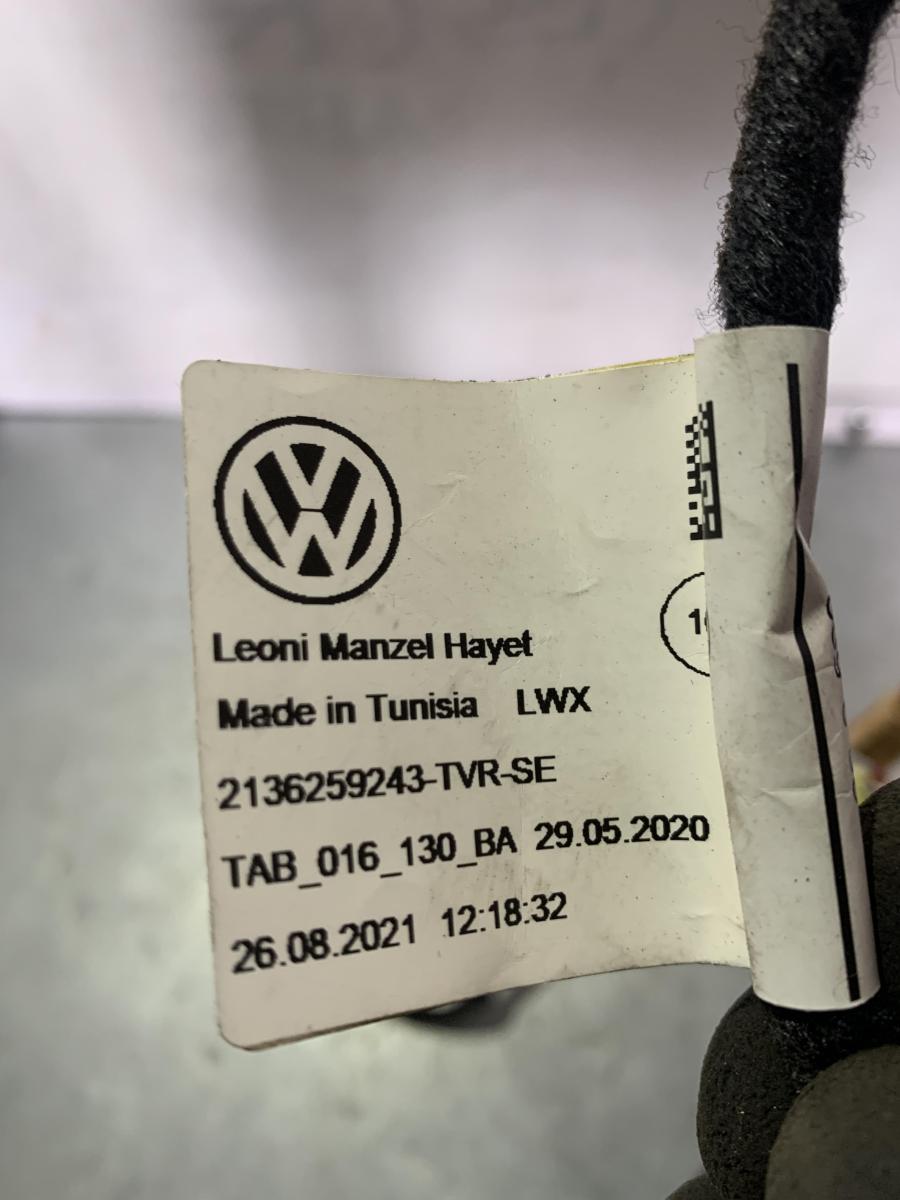 Leoni Manzel Hayet
Made in Tunisia LWX
2136259243-TVR-SE
TAB_016_130_BA 29.05.2020
26.08.2021 12:18:32